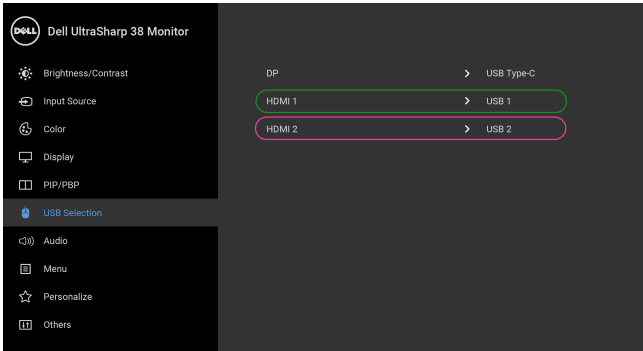 DELL Dell UltraSharp 38 Monitor
Brightness/Contrast
Input Source
Color
Display
PIP/PBP
USB Selection
Audio
Menu
Personalize
Others
DP > USB Type-C
HDMI 1 > USB 1
HDMI 2 > USB 2